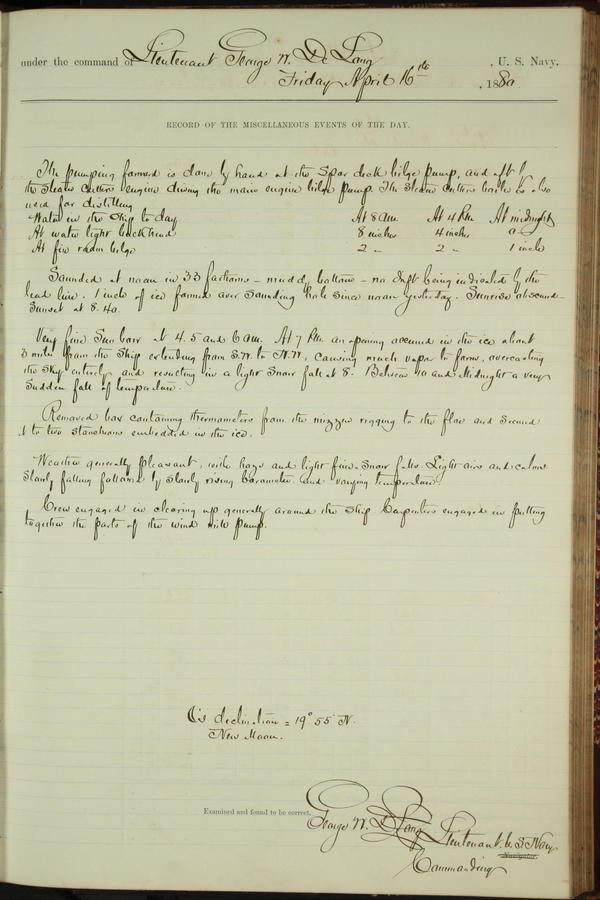 under the command of Lieutenant George W. De Long , U. S. Navy,
Friday April 16th , 1880
RECORD OF THE MISCELLANEOUS EVENTS OF THE DAY.
The pumping forward is done by hand at the spar deck bilge pump, and aft by
the steam cutters engine driving the main engine bilge pump. The steam cutters boiler is also
used for distilling
Water in the Ship to day At 8 am At 4 PM At midnight
At water tight bulkhead 8 inches 4 inches
At fire room bilge 2 " 2 " 1 inch
Sounded at noon in 33 fathoms - muddy bottom - no drift being indicated by the
lead line. 1 inch of ice formed over sounding hole since noon yesterday. Sunrise obscured -
Sunset at 8.40.
Very fine Sun at 4. 5 and 6 am. At 7 PM an opening occurred in the ice about
3 miles from the Ship extending from S.W. to N.W., causing much vapor to form, overcasting
the sky entirely and resulting in a light Snow fall at 8. Between 10 and Midnight a very
sudden fall of temperature.
Removed box containing thermometers from the mizzen rigging to the floe and secured
it to two stanchions embedded in the ice.
Weather generally pleasant, with haze and light fine snow falls. Light airs and calms
Slowly falling followed by slowly rising barometer and varying temperature.
Crew engaged in clearing up generally around the ship Carpenters engaged in putting
together the parts of the wind mill pump.
declination = 19° 55' N.
New Moon.
Examined and found to be correct.
George W. De Long Lieutenant U. S. Navy
Navigator.
Commanding